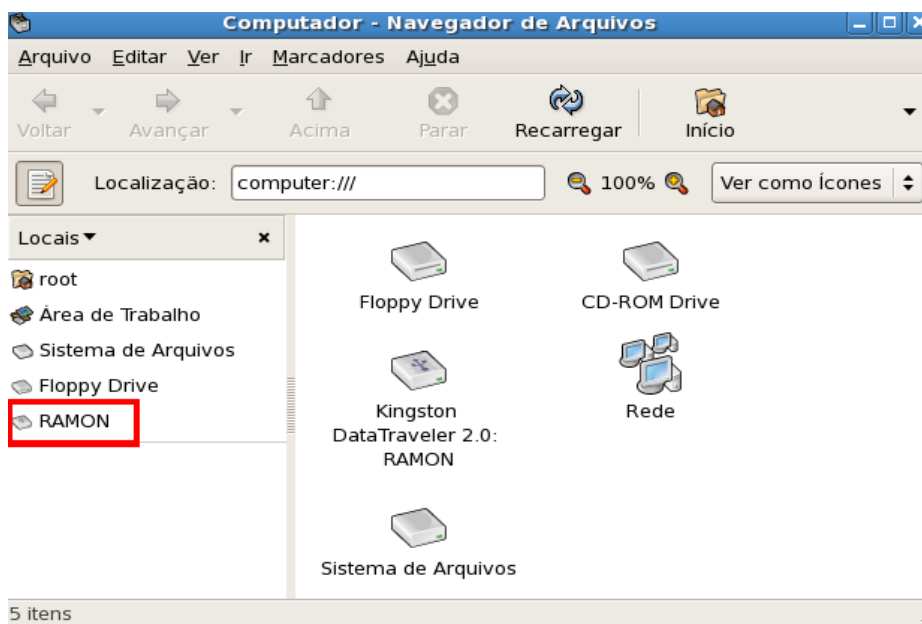 Computador - Navegador de Arquivos
Arquivo Editar Ver Ir Marcadores Ajuda
Voltar Avançar Acima Parar Recarregar Início
Localização: computer:/// 100% Ver como Ícones
Locais
root
Área de Trabalho
Sistema de Arquivos
Floppy Drive
RAMON
Floppy Drive CD-ROM Drive
Kingston
DataTraveler 2.0:
RAMON
Rede
Sistema de Arquivos
5 itens